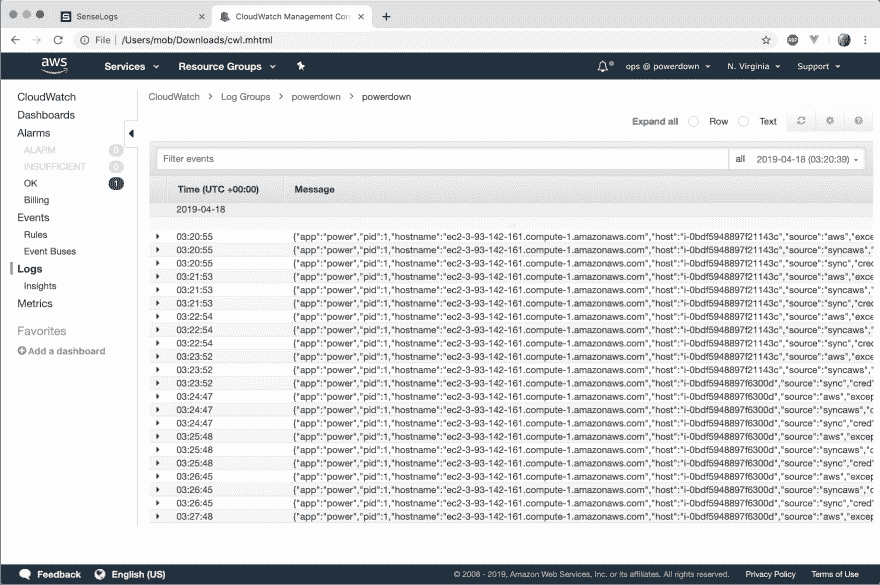 SenseLogs
CloudWatch Management Con
File | /Users/mob/Downloads/cwl.mhtml
aws Services Resource Groups ops @ powerdown N. Virginia Support
CloudWatch
Dashboards
Alarms
ALARM 0
INSUFFICIENT 0
OK 1
Billing
Events
Rules
Event Buses
Logs
Insights
Metrics
Favorites
Add a dashboard
CloudWatch > Log Groups > powerdown > powerdown
Expand all Row Text
Filter events all 2019-04-18 (03:20:39)
Time (UTC +00:00) Message
2019-04-18
03:20:55 {"app":"power","pid":1,"hostname":"ec2-3-93-142-161.compute-1.amazonaws.com","host":"i-0bdf5948897f21143c","source":"aws","exce
03:20:55 {"app":"power","pid":1,"hostname":"ec2-3-93-142-161.compute-1.amazonaws.com","host":"i-0bdf5948897f21143c","source":"syncaws",
03:20:55 {"app":"power","pid":1,"hostname":"ec2-3-93-142-161.compute-1.amazonaws.com","host":"i-0bdf5948897f21143c","source":"sync","cred
03:21:53 {"app":"power","pid":1,"hostname":"ec2-3-93-142-161.compute-1.amazonaws.com","host":"i-0bdf5948897f21143c","source":"aws","exce
03:21:53 {"app":"power","pid":1,"hostname":"ec2-3-93-142-161.compute-1.amazonaws.com","host":"i-0bdf5948897f21143c","source":"syncaws",
03:21:53 {"app":"power","pid":1,"hostname":"ec2-3-93-142-161.compute-1.amazonaws.com","host":"i-0bdf5948897f21143c","source":"sync","cred
03:22:54 {"app":"power","pid":1,"hostname":"ec2-3-93-142-161.compute-1.amazonaws.com","host":"i-0bdf5948897f21143c","source":"aws","exce
03:22:54 {"app":"power","pid":1,"hostname":"ec2-3-93-142-161.compute-1.amazonaws.com","host":"i-0bdf5948897f21143c","source":"syncaws",
03:22:54 {"app":"power","pid":1,"hostname":"ec2-3-93-142-161.compute-1.amazonaws.com","host":"i-0bdf5948897f21143c","source":"sync","cred
03:23:52 {"app":"power","pid":1,"hostname":"ec2-3-93-142-161.compute-1.amazonaws.com","host":"i-0bdf5948897f21143c","source":"aws","exce
03:23:52 {"app":"power","pid":1,"hostname":"ec2-3-93-142-161.compute-1.amazonaws.com","host":"i-0bdf5948897f21143c","source":"syncaws",
03:23:52 {"app":"power","pid":1,"hostname":"ec2-3-93-142-161.compute-1.amazonaws.com","host":"i-0bdf5948897f6300d","source":"sync","cred"
03:24:47 {"app":"power","pid":1,"hostname":"ec2-3-93-142-161.compute-1.amazonaws.com","host":"i-0bdf5948897f6300d","source":"aws","excep
03:24:47 {"app":"power","pid":1,"hostname":"ec2-3-93-142-161.compute-1.amazonaws.com","host":"i-0bdf5948897f6300d","source":"syncaws","c
03:24:47 {"app":"power","pid":1,"hostname":"ec2-3-93-142-161.compute-1.amazonaws.com","host":"i-0bdf5948897f6300d","source":"sync","cred"
03:25:48 {"app":"power","pid":1,"hostname":"ec2-3-93-142-161.compute-1.amazonaws.com","host":"i-0bdf5948897f6300d","source":"aws","excep
03:25:48 {"app":"power","pid":1,"hostname":"ec2-3-93-142-161.compute-1.amazonaws.com","host":"i-0bdf5948897f6300d","source":"syncaws","c
03:25:48 {"app":"power","pid":1,"hostname":"ec2-3-93-142-161.compute-1.amazonaws.com","host":"i-0bdf5948897f6300d","source":"sync","cred"
03:26:45 {"app":"power","pid":1,"hostname":"ec2-3-93-142-161.compute-1.amazonaws.com","host":"i-0bdf5948897f6300d","source":"aws","excep
03:26:45 {"app":"power","pid":1,"hostname":"ec2-3-93-142-161.compute-1.amazonaws.com","host":"i-0bdf5948897f6300d","source":"syncaws","c
03:26:45 {"app":"power","pid":1,"hostname":"ec2-3-93-142-161.compute-1.amazonaws.com","host":"i-0bdf5948897f6300d","source":"sync","cred"
03:27:48 {"app":"power","pid":1,"hostname":"ec2-3-93-142-161.compute-1.amazonaws.com","host":"i-0bdf5948897f6300d","source":"aws","excep
Feedback English (US) © 2008 - 2019, Amazon Web Services, Inc. or its affiliates. All rights reserved. Privacy Policy Terms of Use